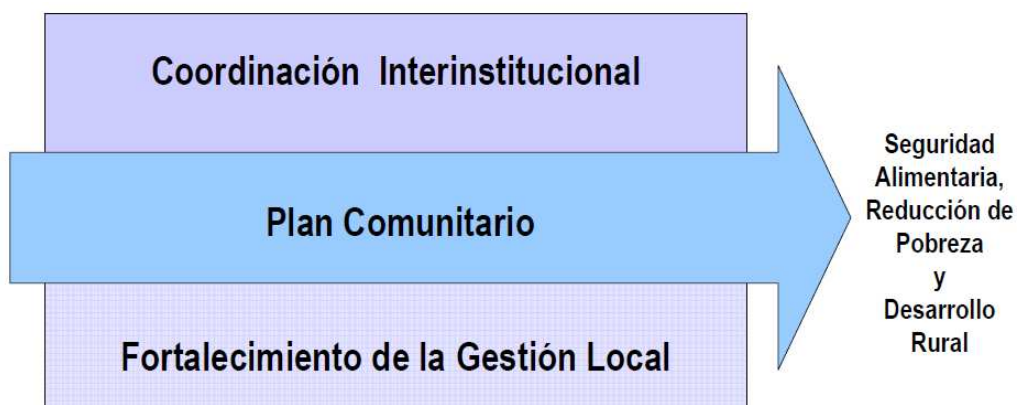 Coordinación Interinstitucional
Plan Comunitario
Fortalecimiento de la Gestión Local
Seguridad
Alimentaria,
Reducción de
Pobreza
y
Desarrollo
Rural